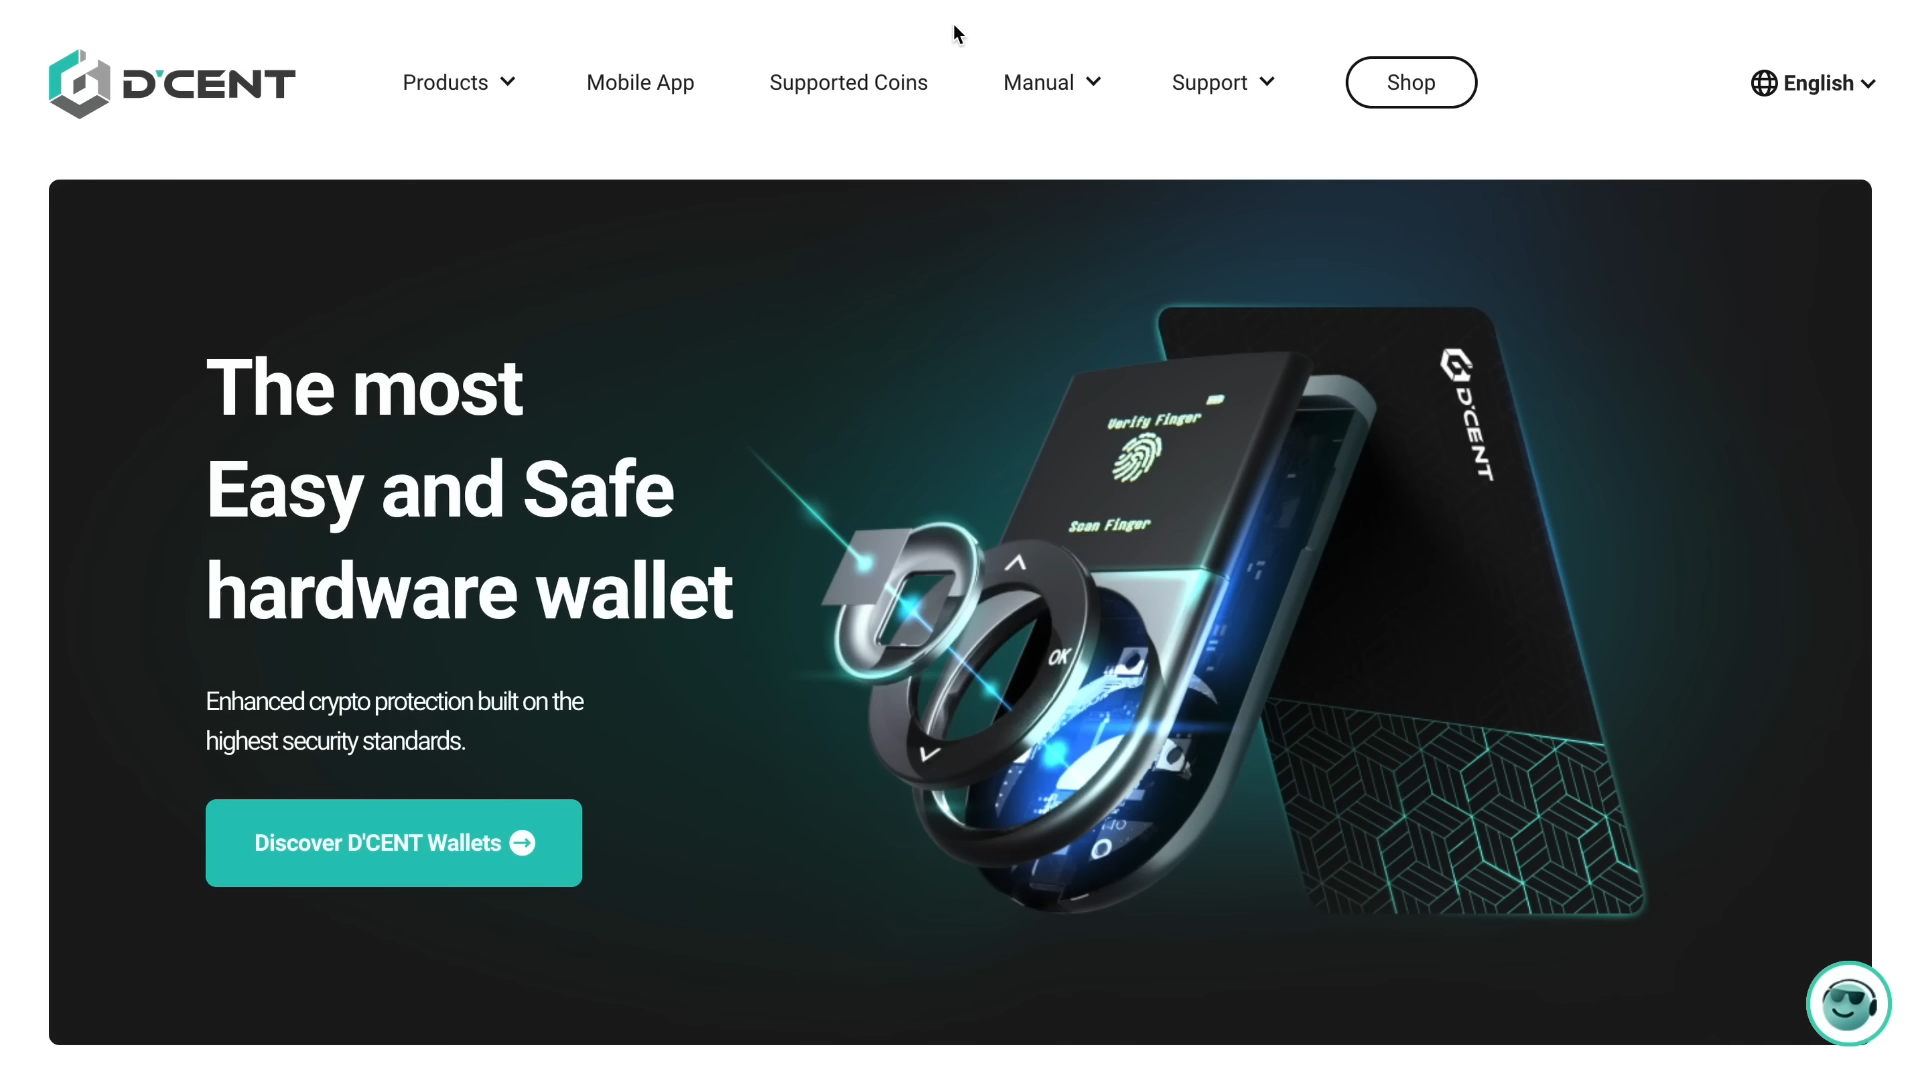 D'CENT
Products
Mobile App
Supported Coins
Manual
Support
Shop
English
The most
Easy and Safe
hardware wallet
Enhanced crypto protection built on the
highest security standards.
Discover D'CENT Wallets
Verify Finger
Scan Finger
OK
D'CENT